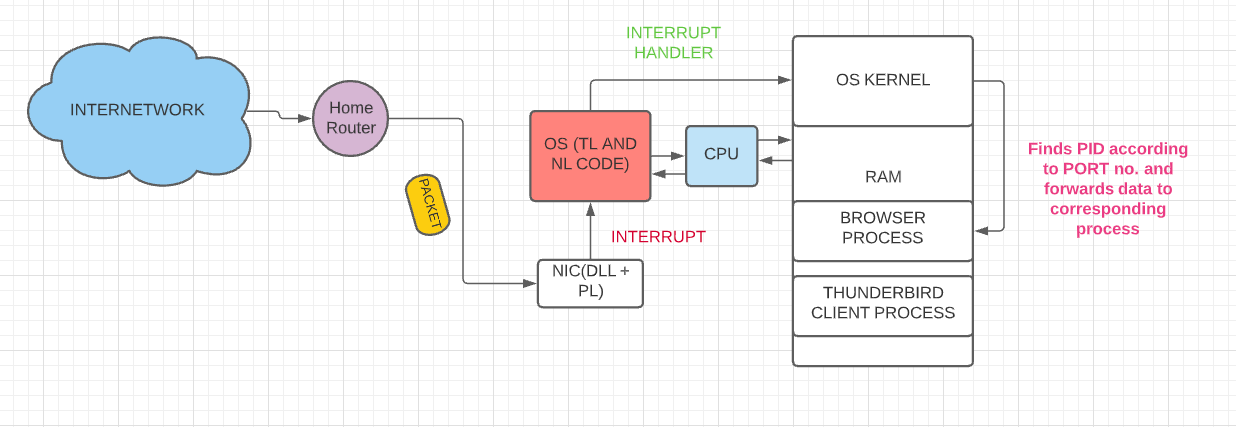 INTERNETWORK
Home
Router
PACKET
INTERRUPT
HANDLER
OS (TL AND
NL CODE)
CPU
INTERRUPT
NIC(DLL +
PL)
OS KERNEL
RAM
BROWSER
PROCESS
THUNDERBIRD
CLIENT PROCESS
Finds PID according
to PORT no. and
forwards data to
corresponding
process